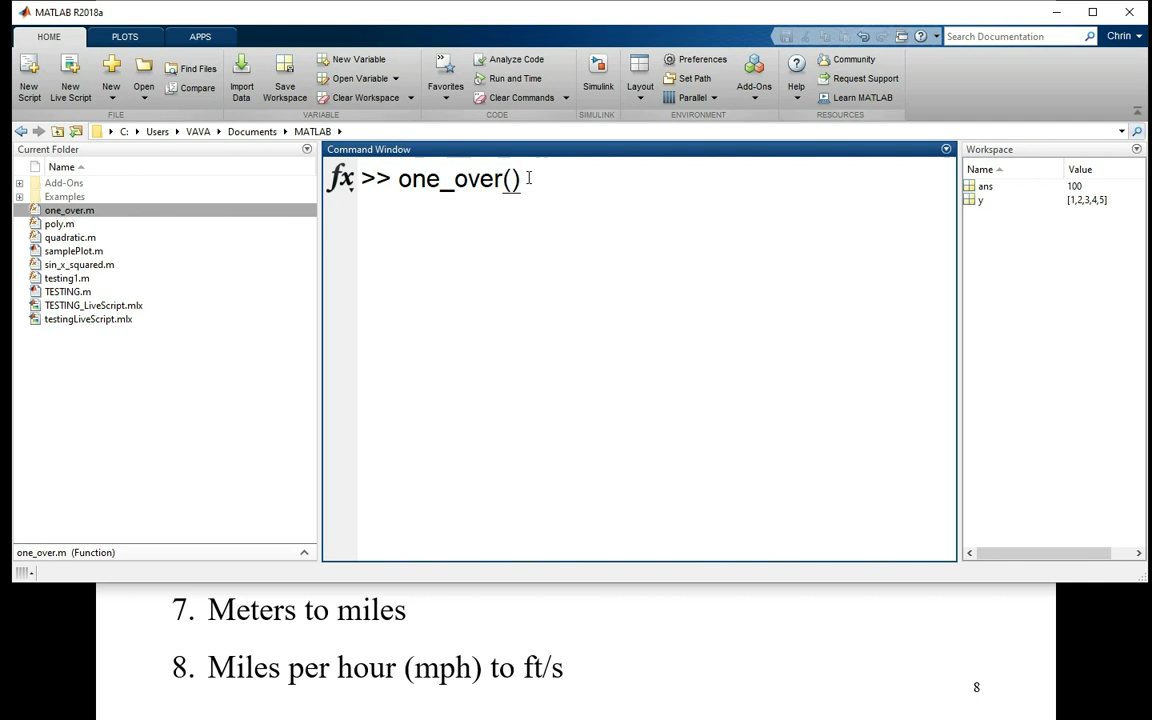 MATLAB R2018a
HOME PLOTS APPS Search Documentation Chrin
New Script New Live Script New Open Find Files Compare Import Data Save Workspace New Variable Open Variable Clear Workspace Favorites Analyze Code Run and Time Clear Commands Simulink Layout Preferences Set Path Parallel Add-Ons Help Community Request Support Learn MATLAB
FILE VARIABLE CODE SIMULINK ENVIRONMENT RESOURCES
C: Users VAVA Documents MATLAB
Current Folder
Name
Add-Ons
Examples
one_over.m
poly.m
quadratic.m
samplePlot.m
sin_x_squared.m
testing1.m
TESTING.m
TESTING_LiveScript.mlx
testingLiveScript.mlx
one_over.m (Function)
Command Window
fx >> one_over()
Workspace
Name Value
ans 100
y [1,2,3,4,5]
7. Meters to miles
8. Miles per hour (mph) to ft/s
8